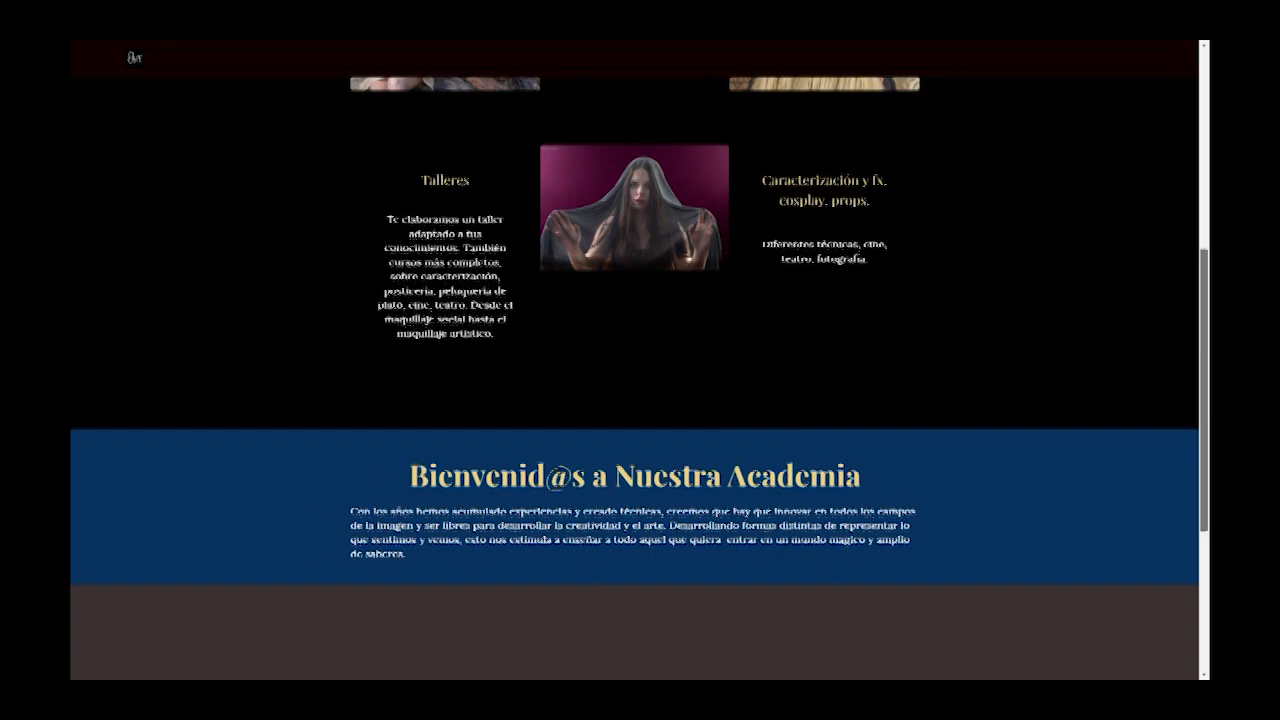 Talleres
Te elaboramos un taller
adaptado a tus
conocimientos. También
cursos más completos,
sobre caracterización,
posticería, peluquería de
plató, cine, teatro. Desde el
maquillaje social hasta el
maquillaje artístico.
Caracterización y fx,
cosplay, props.
Diferentes técnicas, cine,
teatro, fotografía.
Bienvenid@s a Nuestra Academia
Con los años hemos acumulado experiencias y creado técnicas, creemos que hay que innovar en todos los campos
de la imagen y ser libres para desarrollar la creatividad y el arte. Desarrollando formas distintas de representar lo
que sentimos y vemos, esto nos estimula a enseñar a todo aquel que quiera entrar en un mundo mágico y amplio
de saberes.